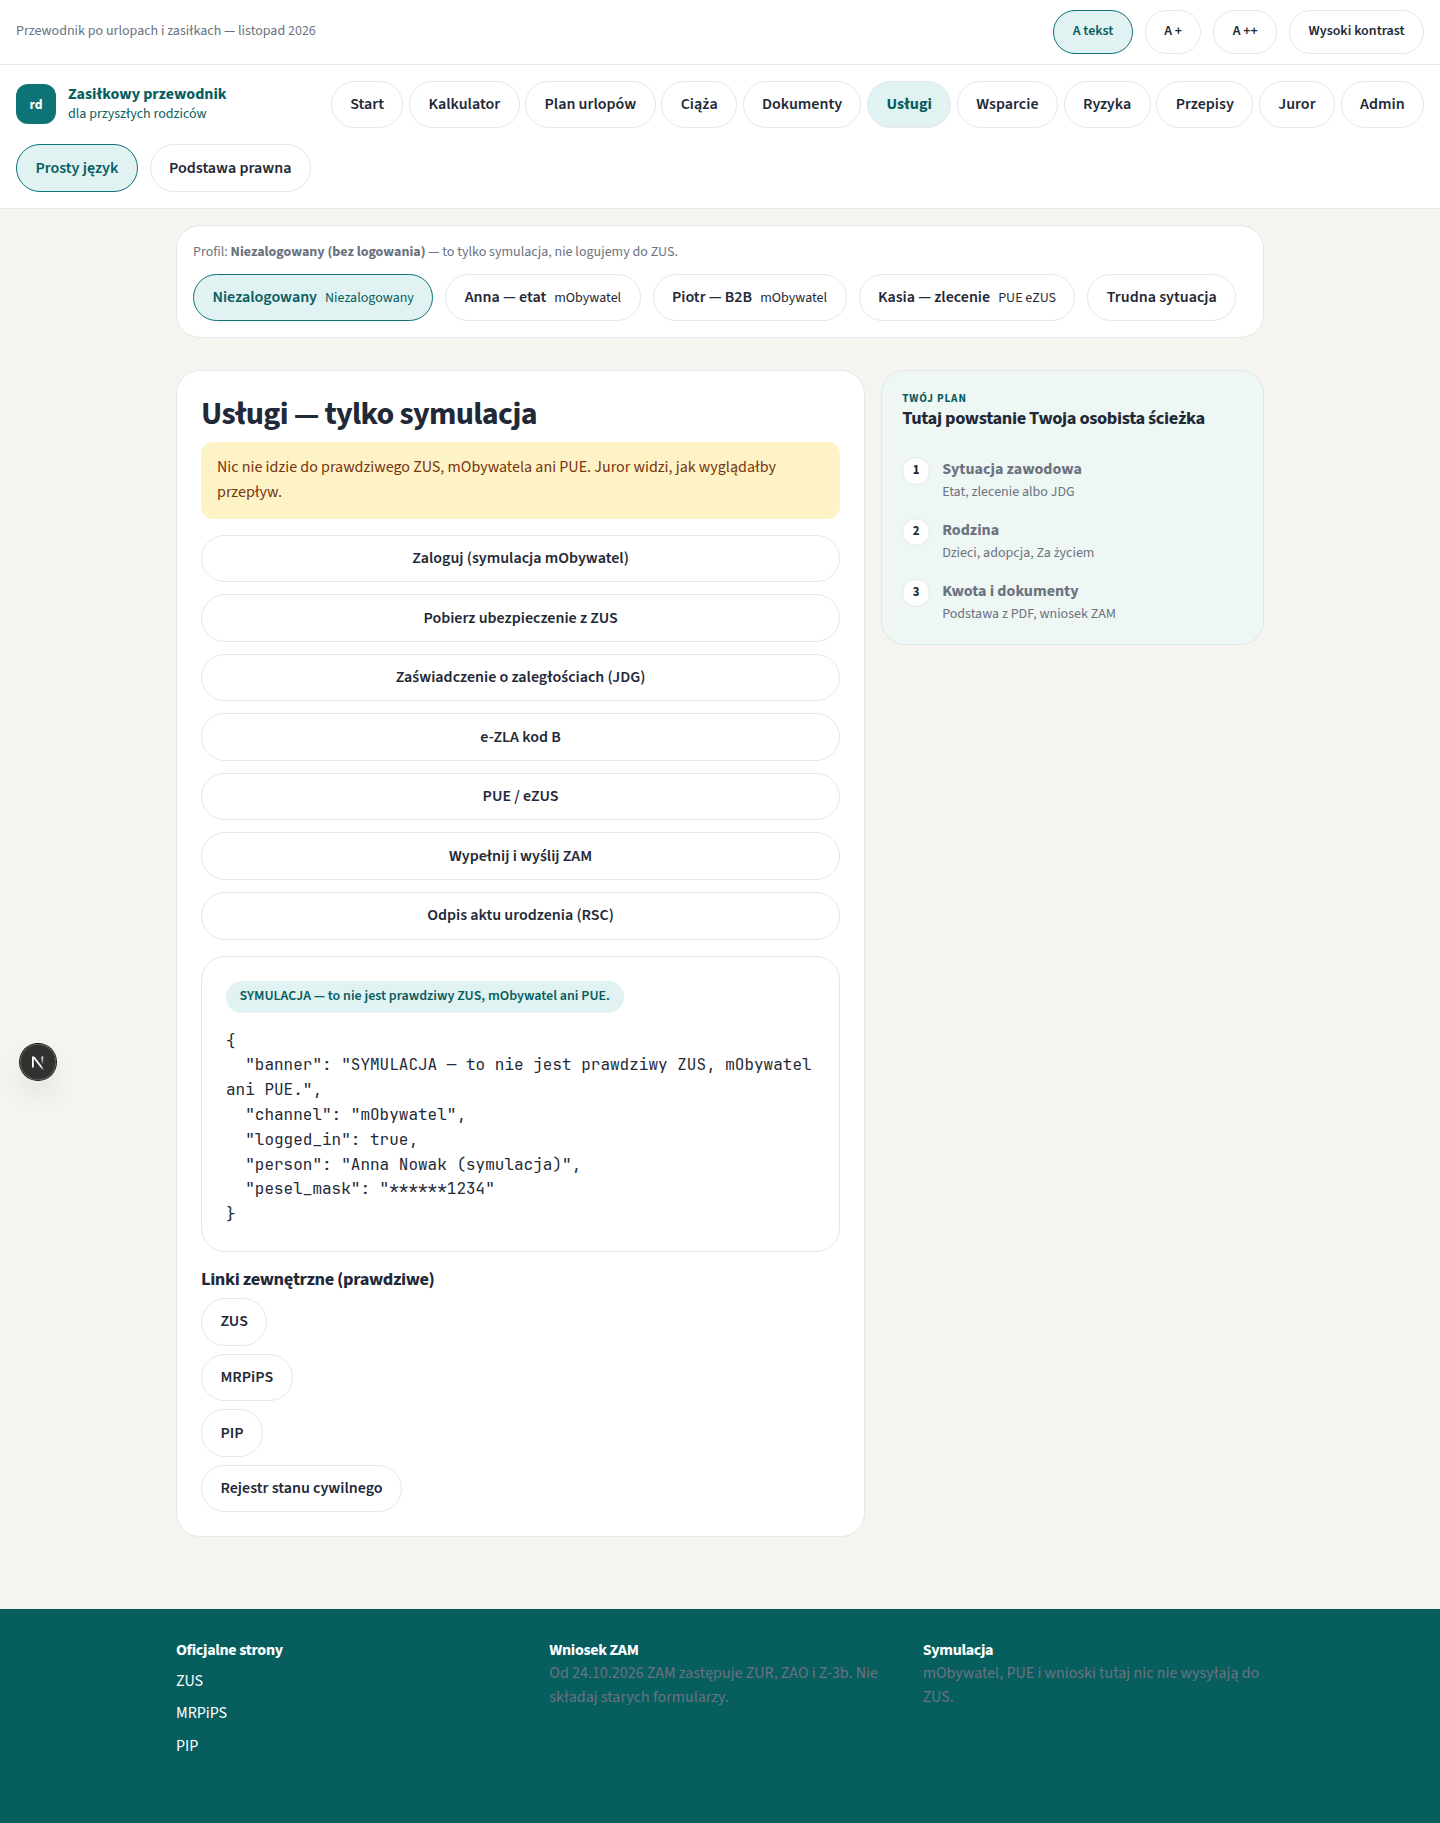 Przewodnik po urlopach i zasiłkach — listopad 2026
A tekst
A +
A ++
Wysoki kontrast
rd
Zasiłkowy przewodnik
dla przyszłych rodziców
Start
Kalkulator
Plan urlopów
Ciąża
Dokumenty
Usługi
Wsparcie
Ryzyka
Przepisy
Juror
Admin
Prosty język
Podstawa prawna
Profil: Niezalogowany (bez logowania) — to tylko symulacja, nie logujemy do ZUS.
Niezalogowany Niezalogowany
Anna — etat mObywatel
Piotr — B2B mObywatel
Kasia — zlecenie PUE eZUS
Trudna sytuacja
Usługi — tylko symulacja
Nic nie idzie do prawdziwego ZUS, mObywatela ani PUE. Juror widzi, jak wyglądałby
przepływ.
Zaloguj (symulacja mObywatel)
Pobierz ubezpieczenie z ZUS
Zaświadczenie o zaległościach (JDG)
e-ZLA kod B
PUE / eZUS
Wypełnij i wyślij ZAM
Odpis aktu urodzenia (RSC)
SYMULACJA — to nie jest prawdziwy ZUS, mObywatel ani PUE.
{
"banner": "SYMULACJA — to nie jest prawdziwy ZUS, mObywatel
ani PUE.",
"channel": "mObywatel",
"logged_in": true,
"person": "Anna Nowak (symulacja)",
"pesel_mask": "******1234"
}
Linki zewnętrzne (prawdziwe)
ZUS
MRPiPS
PIP
Rejestr stanu cywilnego
TWÓJ PLAN
Tutaj powstanie Twoja osobista ścieżka
1
Sytuacja zawodowa
Etat, zlecenie albo JDG
2
Rodzina
Dzieci, adopcja, Za życiem
3
Kwota i dokumenty
Podstawa z PDF, wniosek ZAM
N
Oficjalne strony
ZUS
MRPiPS
PIP
Wniosek ZAM
Od 24.10.2026 ZAM zastępuje ZUR, ZAO i Z-3b. Nie
składaj starych formularzy.
Symulacja
mObywatel, PUE i wnioski tutaj nic nie wysyłają do
ZUS.